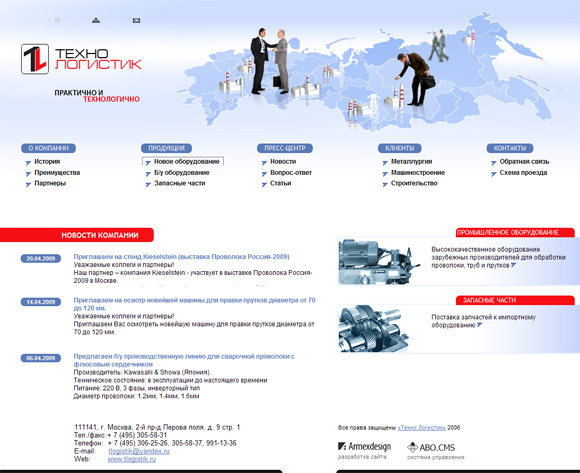 TL ТЕХНО
ЛОГИСТИК
ПРАКТИЧНО И
ТЕХНОЛОГИЧНО
О КОМПАНИИ
История
Преимущества
Партнеры
ПРОДУКЦИЯ
Новое оборудование
Б/у оборудование
Запасные части
ПРЕСС-ЦЕНТР
Новости
Вопрос-ответ
Статьи
КЛИЕНТЫ
Металлургия
Машиностроение
Строительство
КОНТАКТЫ
Обратная связь
Схема проезда
НОВОСТИ КОМПАНИИ
20.04.2009
Приглашаем на стенд Kieselstein (выставка Проволока Россия-2009)
Уважаемые коллеги и партнеры!
Наш партнер – компания Kieselstein - участвует в выставке Проволока Россия-
2009 в Москве.
14.04.2009
Приглашаем на осмотр новейшей машины для правки прутков диаметра от 70
до 120 мм.
Уважаемые коллеги и партнеры!
Приглашаем Вас осмотреть новейшую машину для правки прутков диаметра от
70 до 120 мм.
06.04.2009
Предлагаем б/у производственную линию для сварочной проволоки с
флюсовым сердечником
Производитель: Kawasaki & Showa (Япония)
Техническое состояние: в эксплуатации до настоящего времени
Питание: 220 В, 3 фазы, инверторный тип
Диаметр проволоки: 1.2мм, 1.4мм, 1.6мм
ПРОМЫШЛЕННОЕ ОБОРУДОВАНИЕ
Высококачественное оборудование
зарубежных производителей для обработки
проволоки, труб и прутков
ЗАПАСНЫЕ ЧАСТИ
Поставка запчастей к импортному
оборудованию
111141, г. Москва, 2-й пр-д Перова поля, д. 9 стр. 1
Тел./факс:+ 7 (495) 305-58-31
Телефон: + 7 (495) 306-25-26, 305-58-37, 991-13-36
E-mail: tlogistik@yandex.ru
Web: www.tlogistik.ru
Все права защищены «Техно Логистик» 2006
Armexdesign
разработка сайта
ABO.CMS
система управления